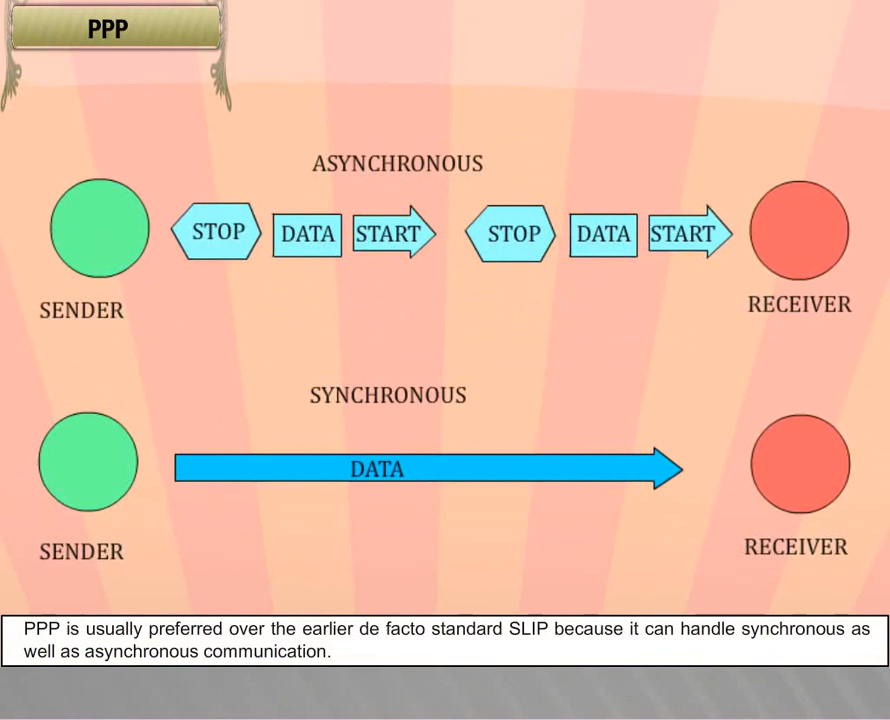 PPP
ASYNCHRONOUS
STOP DATA START STOP DATA START
SENDER RECEIVER
SYNCHRONOUS
DATA
SENDER RECEIVER
PPP is usually preferred over the earlier de facto standard SLIP because it can handle synchronous as
well as asynchronous communication.